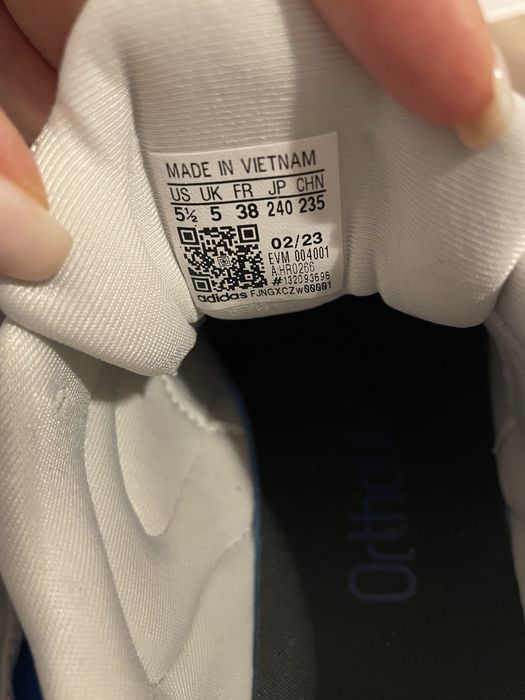 MADE IN VIETNAM
US UK FR JP CHN
5½ 5 38 240 235
02/23
EVM 004001
A:HR0266
#132093696
adidas FJNGXCZw00001
Ortholite